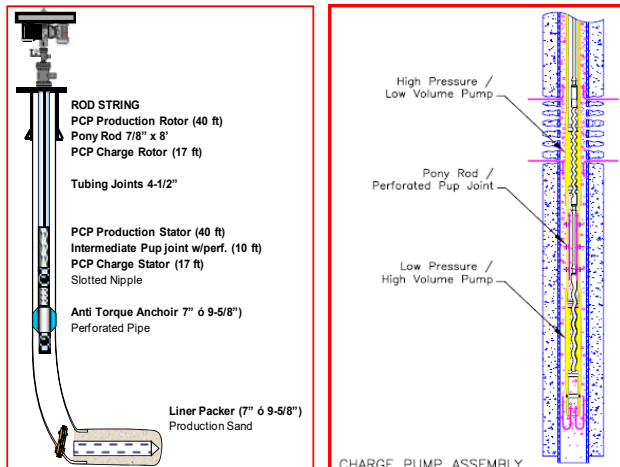 ROD STRING
PCP Production Rotor (40 ft)
Pony Rod 7/8” x 8’
PCP Charge Rotor (17 ft)
Tubing Joints 4-1/2”
PCP Production Stator (40 ft)
Intermediate Pup joint w/perf. (10 ft)
PCP Charge Stator (17 ft)
Slotted Nipple
Anti Torque Anchoir 7” ó 9-5/8”)
Perforated Pipe
Liner Packer (7” ó 9-5/8”)
Production Sand
High Pressure /
Low Volume Pump
Pony Rod /
Perforated Pup Joint
Low Pressure /
High Volume Pump
CHARGE PUMP ASSEMBLY